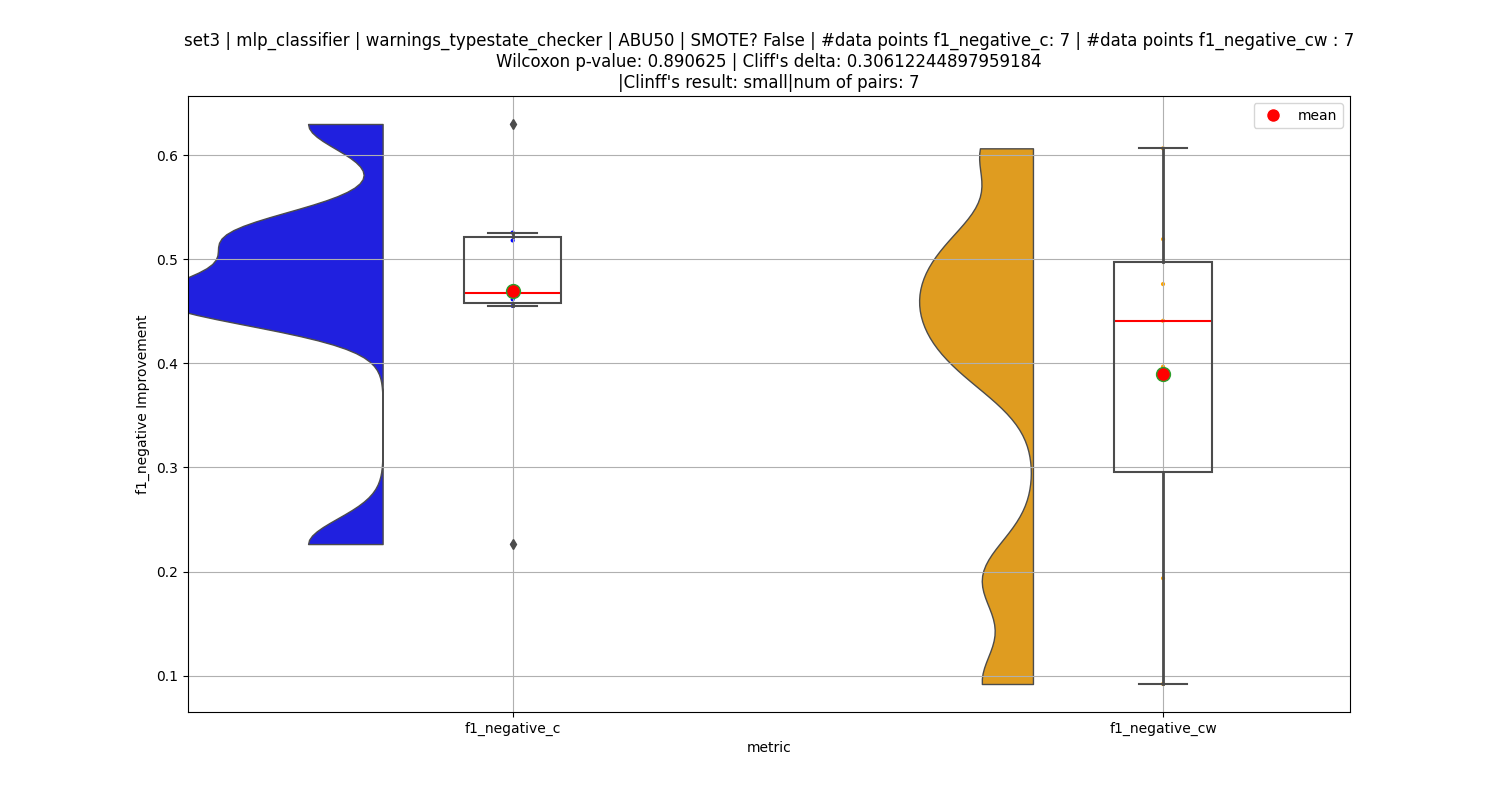 set3 | mlp_classifier | warnings_typestate_checker | ABU50 | SMOTE? False | #data points f1_negative_c: 7 | #data points f1_negative_cw : 7
Wilcoxon p-value: 0.890625 | Cliff's delta: 0.30612244897959184
|Clinff's result: small|num of pairs: 7
mean
0.6
0.5
0.4
0.3
0.2
0.1
f1_negative Improvement
f1_negative_c
f1_negative_cw
metric